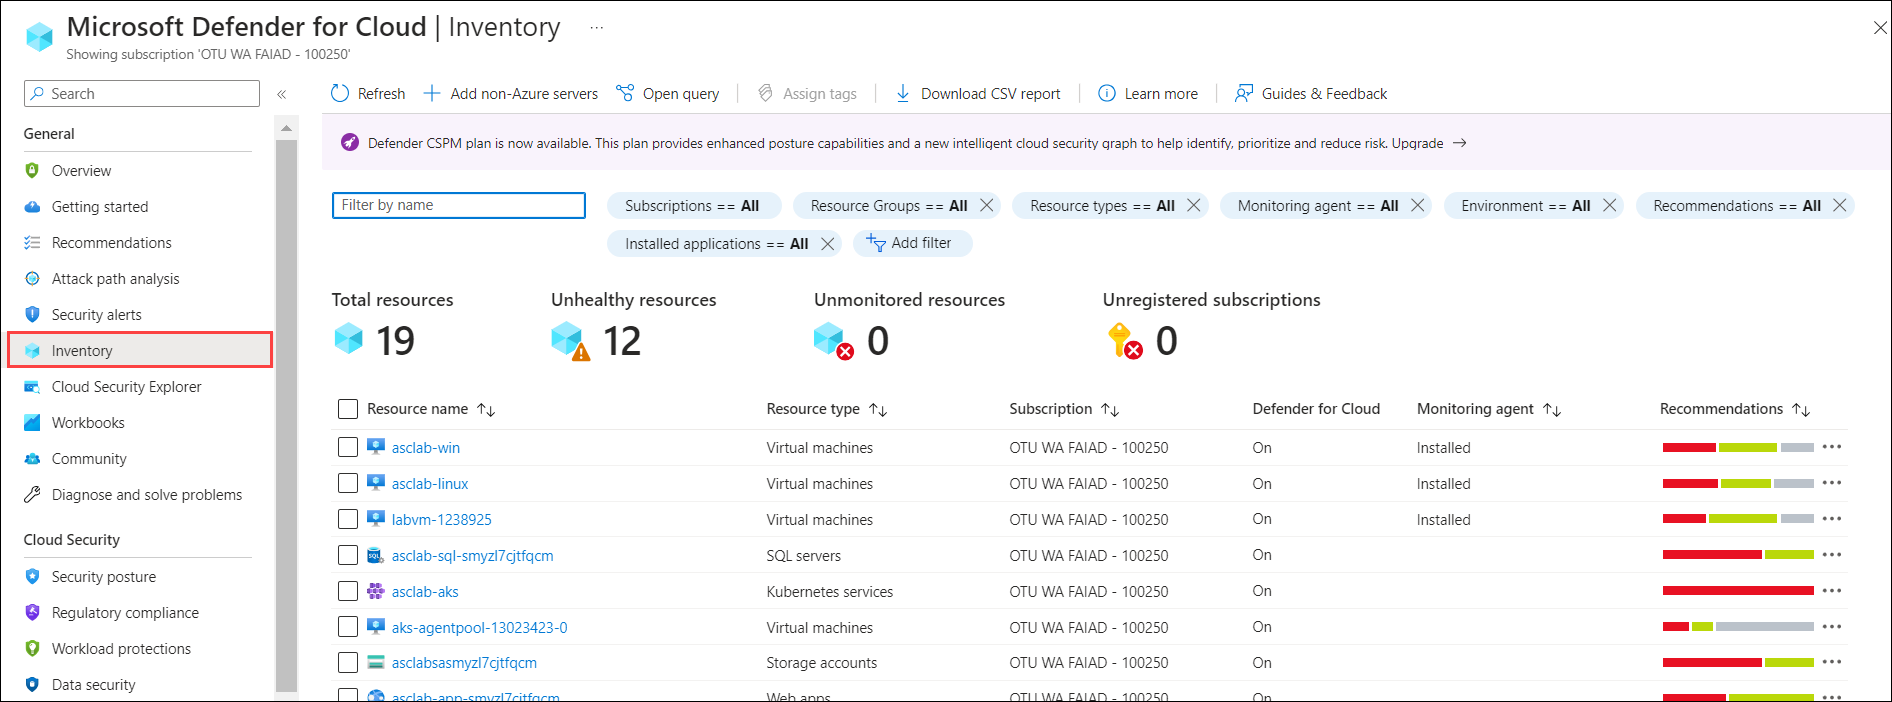 Microsoft Defender for Cloud | Inventory ...
Showing subscription 'OTU WA FAIAD - 100250'
Search
General
Overview
Getting started
Recommendations
Attack path analysis
Security alerts
Inventory
Cloud Security Explorer
Workbooks
Community
Diagnose and solve problems
Cloud Security
Security posture
Regulatory compliance
Workload protections
Data security
Refresh Add non-Azure servers Open query Assign tags Download CSV report Learn more Guides & Feedback
Defender CSPM plan is now available. This plan provides enhanced posture capabilities and a new intelligent cloud security graph to help identify, prioritize and reduce risk. Upgrade →
Filter by name Subscriptions == All Resource Groups == All Resource types == All Monitoring agent == All Environment == All Recommendations == All
Installed applications == All Add filter
Total resources Unhealthy resources Unmonitored resources Unregistered subscriptions
19 12 0 0
Resource name Resource type Subscription Defender for Cloud Monitoring agent Recommendations
asclab-win Virtual machines OTU WA FAIAD - 100250 On Installed
asclab-linux Virtual machines OTU WA FAIAD - 100250 On Installed
labvm-1238925 Virtual machines OTU WA FAIAD - 100250 On Installed
asclab-sql-smyzl7cjtfqcm SQL servers OTU WA FAIAD - 100250 On
asclab-aks Kubernetes services OTU WA FAIAD - 100250 On
aks-agentpool-13023423-0 Virtual machines OTU WA FAIAD - 100250 On
asclabsasmyzl7cjtfqcm Storage accounts OTU WA FAIAD - 100250 On
asclab-app-smyzl7cjtfqcm Web apps OTU WA FAIAD - 100250 On